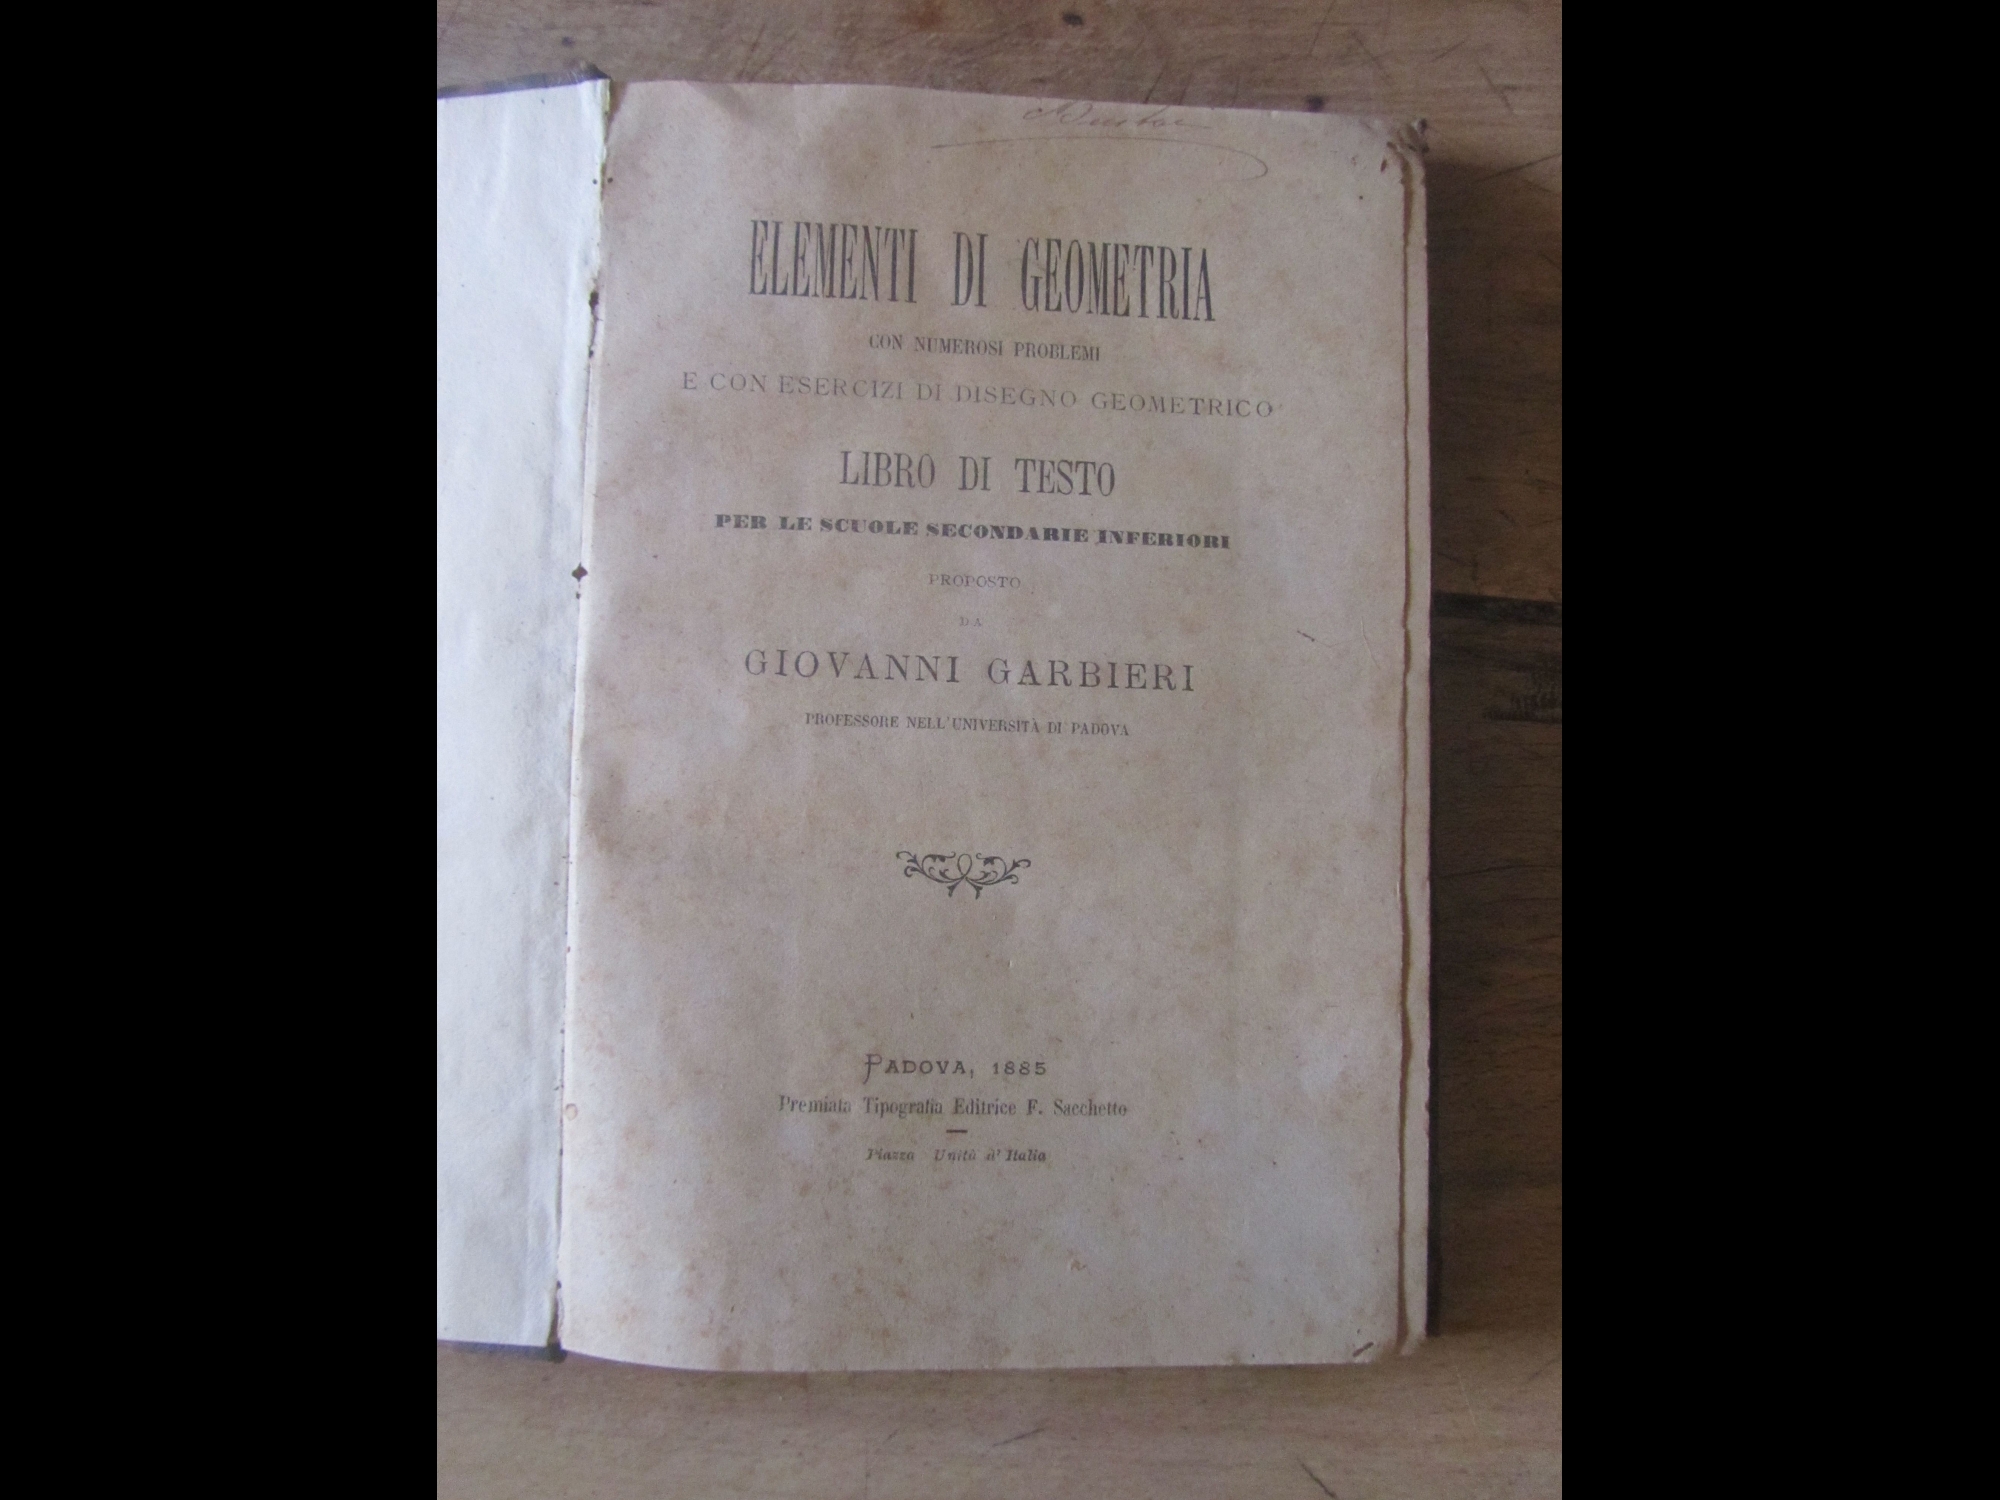 ELEMENTI DI GEOMETRIA
CON NUMEROSI PROBLEMI
E CON ESERCIZI DI DISEGNO GEOMETRICO
LIBRO DI TESTO
PER LE SCUOLE SECONDARIE INFERIORI
PROPOSTO
DA
GIOVANNI GARBIERI
PROFESSORE NELL'UNIVERSITÀ DI PADOVA
PADOVA, 1885
Premiata Tipografia Editrice F. Sacchetto
Piazza Unità d'Italia